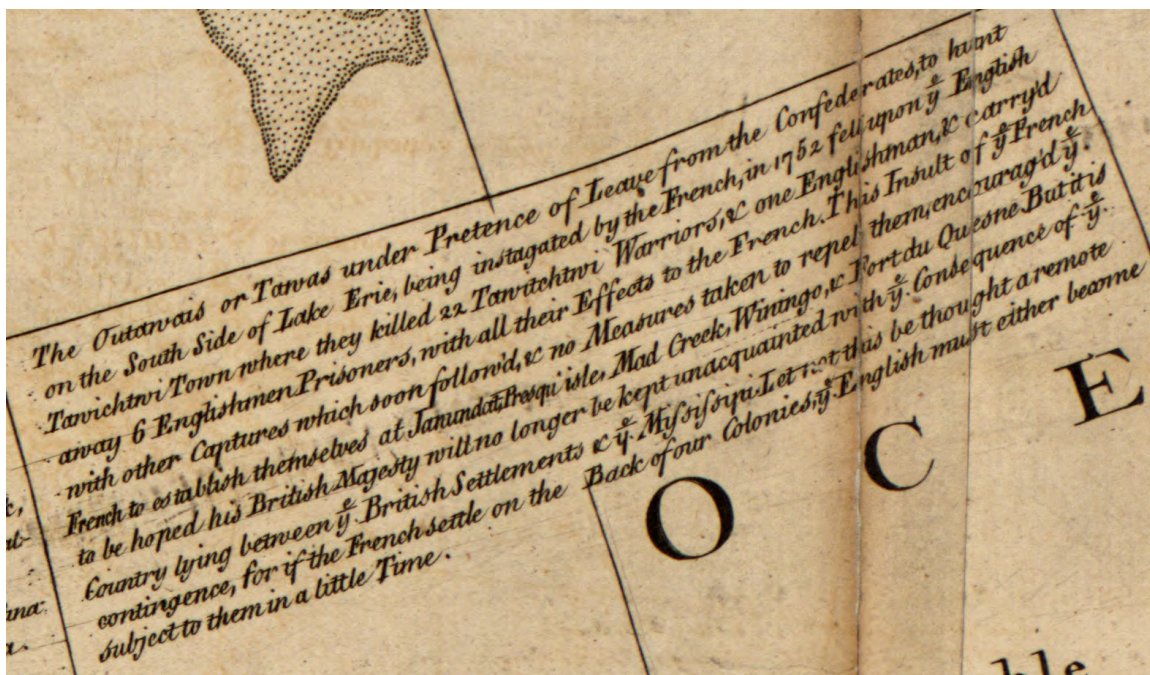 The Outawais or Tawas under Pretence of Leave from the Confederates, to hunt
on the South Side of Lake Erie, being instagated by the French, in 1752 fell upon yᵉ English
Tawichtwi Town where they killed 22 Tawitchtwi Warriors, & one Englishman, & carry'd
away 6 Englishmen Prisoners, with all their Effects to the French. This Insult of yᵉ French
with other Captures which soon follow'd, & no Measures taken to repel them, encourag'd yᵉ
French to establish themselves at Janundat, Presqu'isle, Mad Creek, Winingo, & Fort du Quesne But it is
to be hoped his British Majesty will no longer be kept unacquainted with yᵉ Consequence of yᵉ
Country lying between yᵉ British Settlements & yᵉ Mysisipi. Let not this be thought a remote
contingence, for if the French settle on the Back of our Colonies, yᵉ English must either become
subject to them in a little Time.
O C E
ble